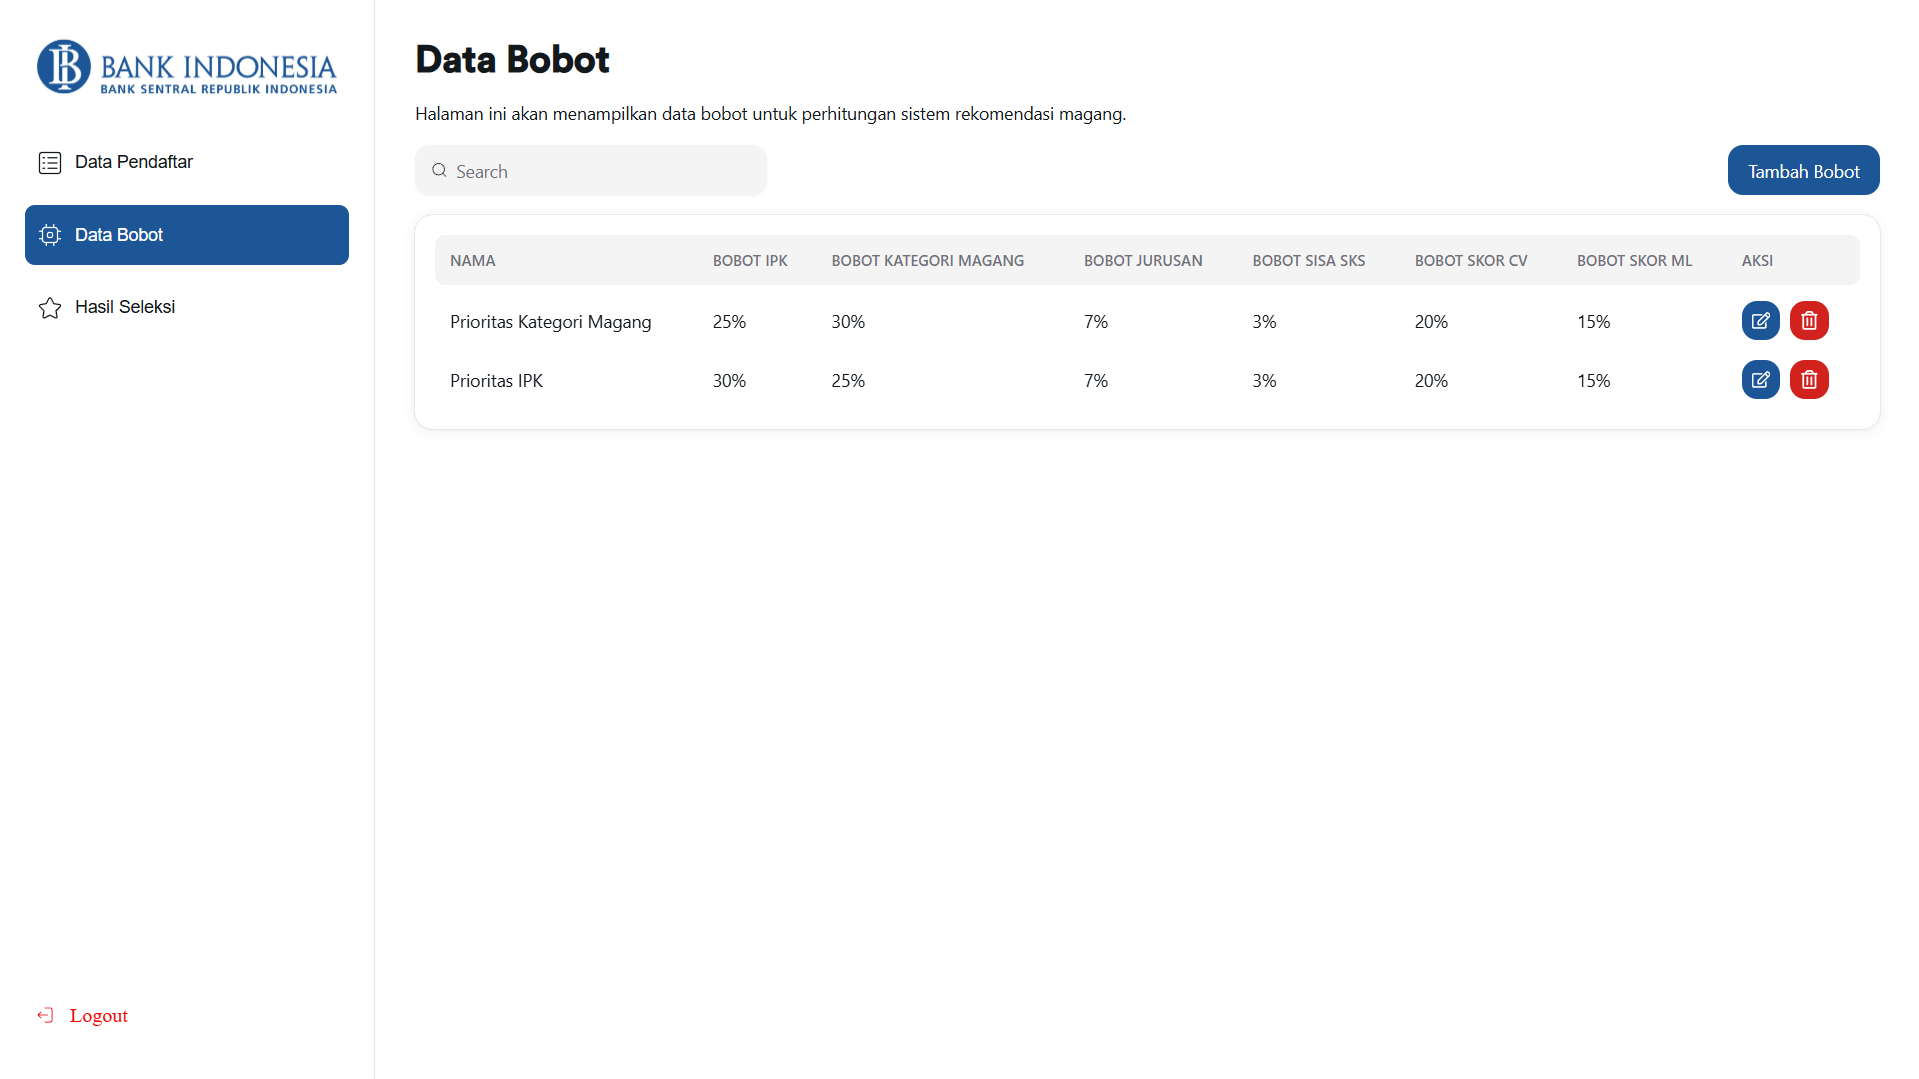 BANK INDONESIA
BANK SENTRAL REPUBLIK INDONESIA
Data Pendaftar
Data Bobot
Hasil Seleksi
Logout
Data Bobot
Halaman ini akan menampilkan data bobot untuk perhitungan sistem rekomendasi magang.
Search
Tambah Bobot
NAMA BOBOT IPK BOBOT KATEGORI MAGANG BOBOT JURUSAN BOBOT SISA SKS BOBOT SKOR CV BOBOT SKOR ML AKSI
Prioritas Kategori Magang 25% 30% 7% 3% 20% 15%
Prioritas IPK 30% 25% 7% 3% 20% 15%